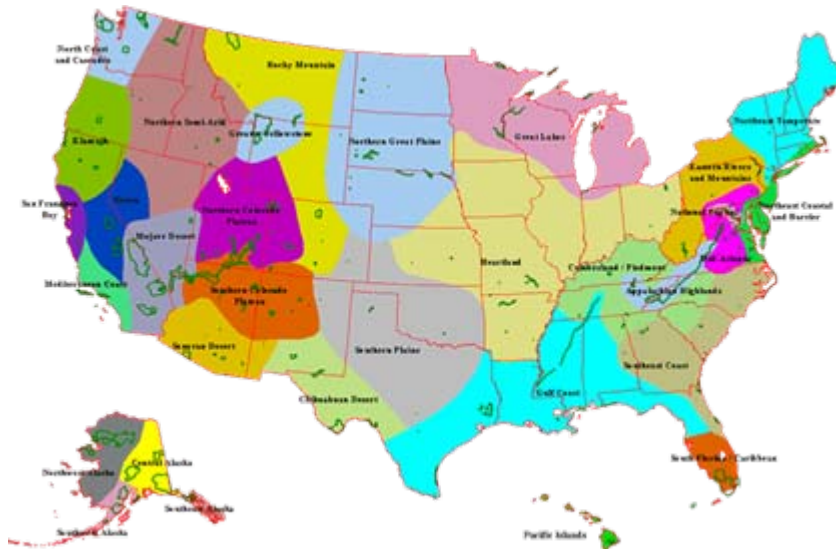 North Coast
and Cascades
Rocky Mountain
Northern Semi-Arid
Greater Yellowstone
Great Lakes
Northeast Temperate
Klamath
Northern Great Plains
Eastern Rivers
and Mountains
San Francisco
Bay
Sierra
Northern Colorado
Plateau
National Capital
Northeast Coastal
and Barrier
Mojave Desert
Mid-Atlantic
Heartland
Cumberland / Piedmont
Mediterranean Coast
Southern Colorado
Plateau
Appalachian Highlands
Sonoran Desert
Southern Plains
Southeast Coast
Chihuahuan Desert
Gulf Coast
South Florida / Caribbean
Central Alaska
Northwest Alaska
Southeast Alaska
Southwest Alaska
Pacific Islands